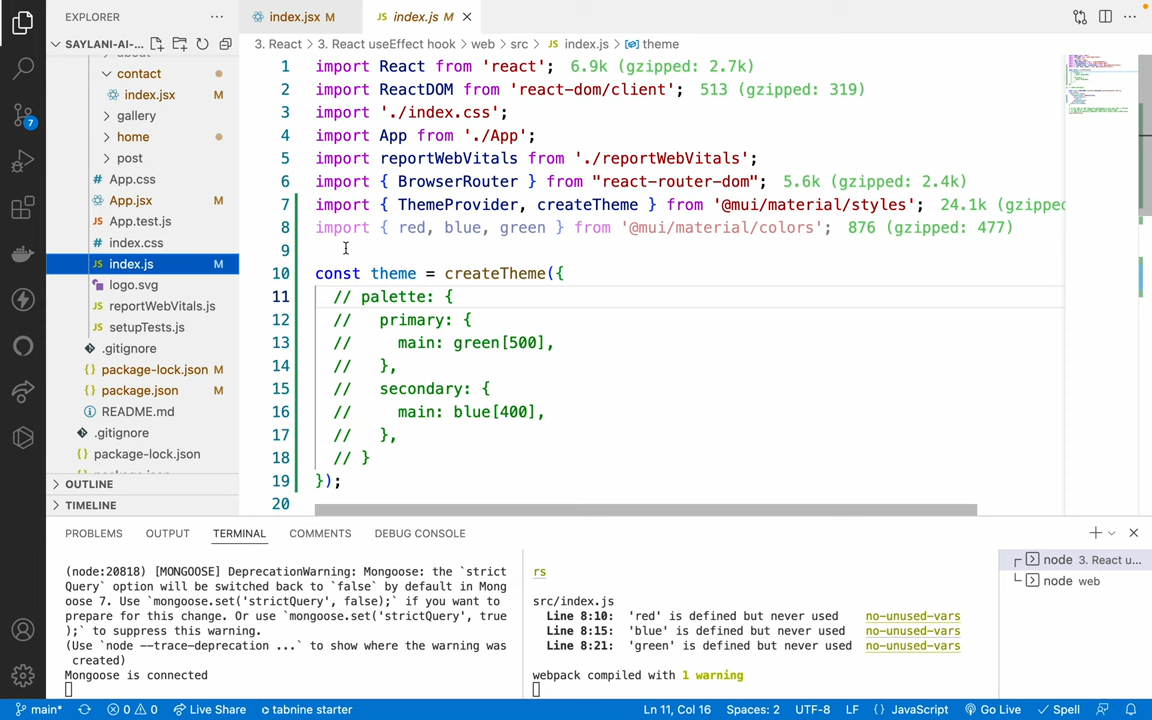 EXPLORER
index.jsx M
index.js M
SAYLANI-AI-...
3. React > 3. React useEffect hook > web > src > JS index.js > theme
contact
index.jsx M
gallery
home
post
# App.css
App.jsx M
JS App.test.js
# index.css
JS index.js M
logo.svg
JS reportWebVitals.js
JS setupTests.js
.gitignore
{} package-lock.json M
{} package.json M
README.md
.gitignore
{} package-lock.json
OUTLINE
TIMELINE
1 import React from 'react'; 6.9k (gzipped: 2.7k)
2 import ReactDOM from 'react-dom/client'; 513 (gzipped: 319)
3 import './index.css';
4 import App from './App';
5 import reportWebVitals from './reportWebVitals';
6 import { BrowserRouter } from "react-router-dom"; 5.6k (gzipped: 2.4k)
7 import { ThemeProvider, createTheme } from '@mui/material/styles'; 24.1k (gzipped
8 import { red, blue, green } from '@mui/material/colors'; 876 (gzipped: 477)
9
10 const theme = createTheme({
11 // palette: {
12 //   primary: {
13 //     main: green[500],
14 //   },
15 //   secondary: {
16 //     main: blue[400],
17 //   },
18 // }
19 });
20
PROBLEMS OUTPUT TERMINAL COMMENTS DEBUG CONSOLE
(node:20818) [MONGOOSE] DeprecationWarning: Mongoose: the `strict
Query` option will be switched back to `false` by default in Mong
oose 7. Use `mongoose.set('strictQuery', false);` if you want to
prepare for this change. Or use `mongoose.set('strictQuery', true
);` to suppress this warning.
(Use `node --trace-deprecation ...` to show where the warning was
created)
Mongoose is connected
rs
src/index.js
Line 8:10: 'red' is defined but never used no-unused-vars
Line 8:15: 'blue' is defined but never used no-unused-vars
Line 8:21: 'green' is defined but never used no-unused-vars
webpack compiled with 1 warning
node 3. React u...
node web
7
main* 0 0 Live Share tabnine starter Ln 11, Col 16 Spaces: 2 UTF-8 LF {} JavaScript Go Live Spell